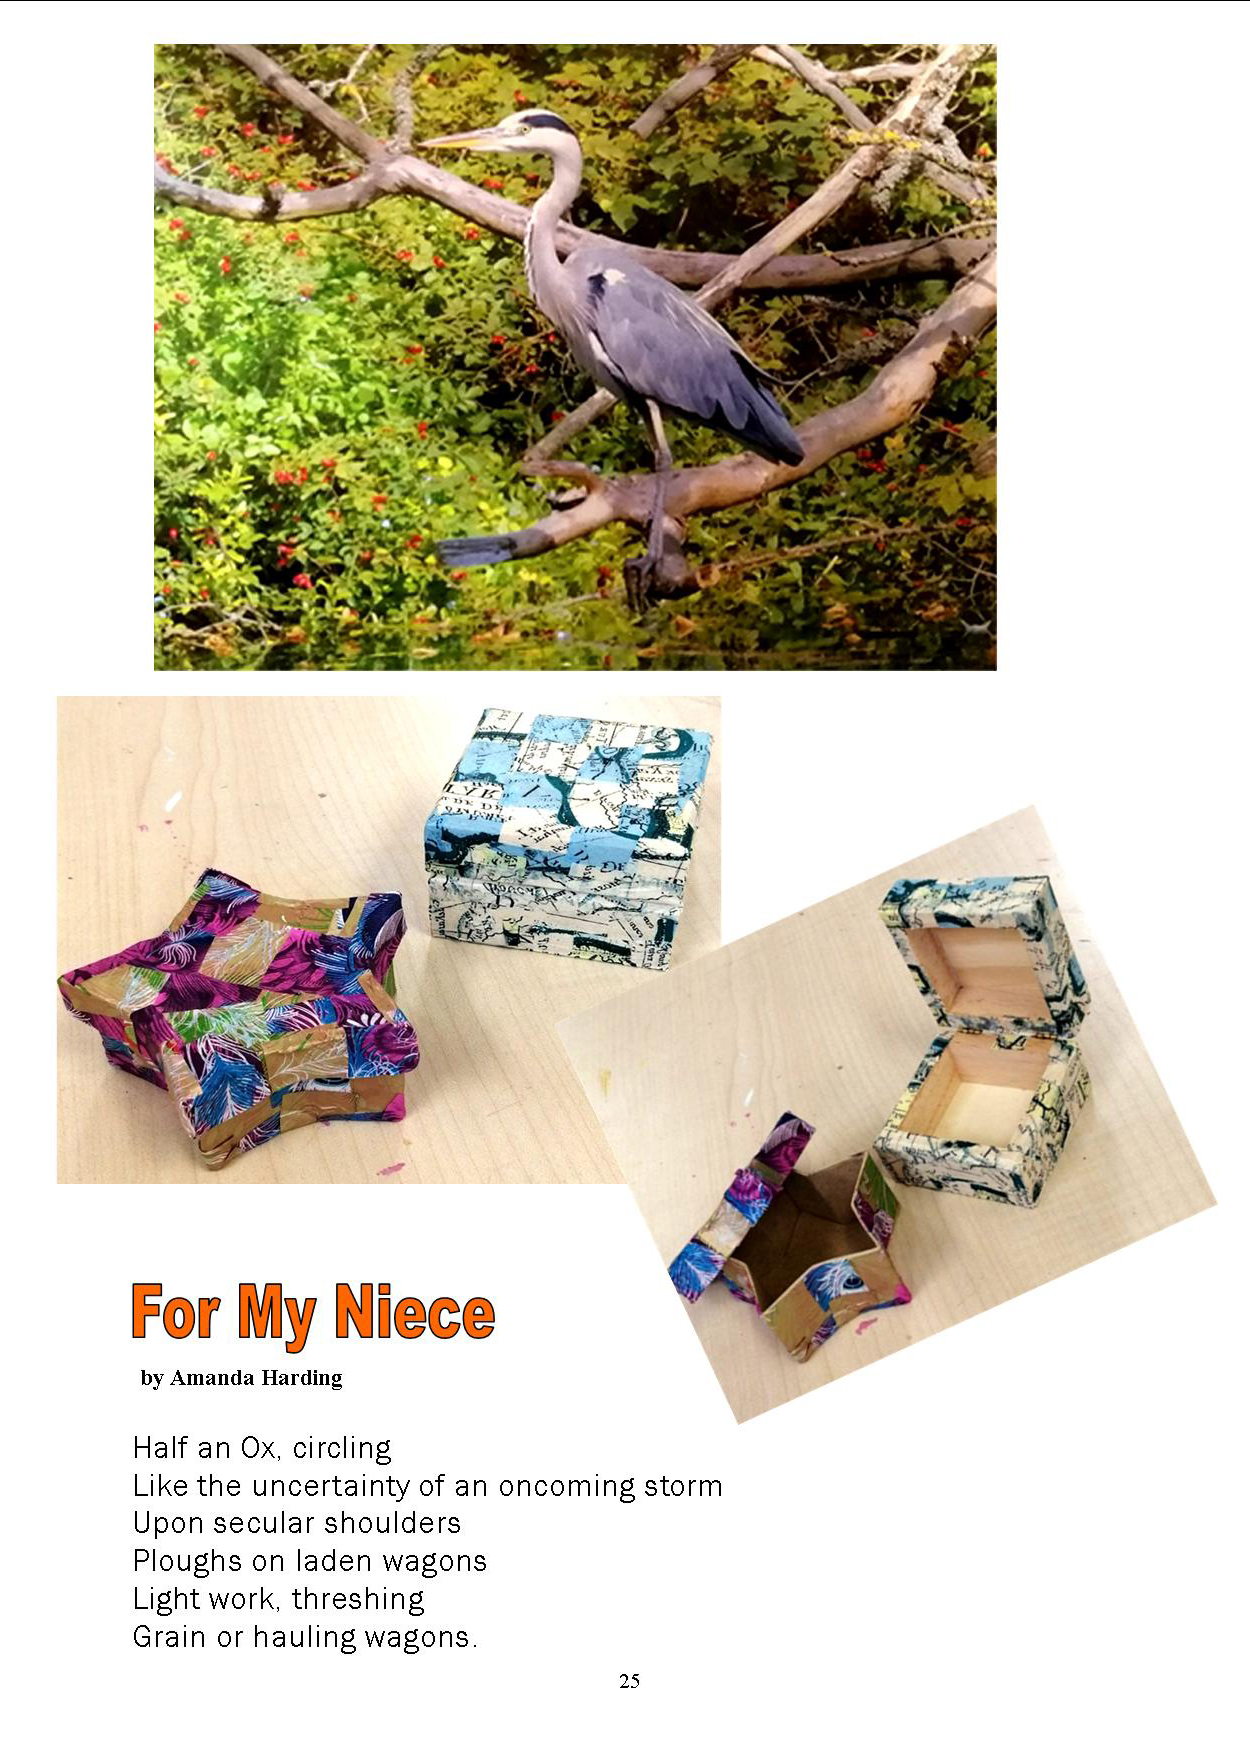 For My Niece
by Amanda Harding
Half an Ox, circling
Like the uncertainty of an oncoming storm
Upon secular shoulders
Ploughs on laden wagons
Light work, threshing
Grain or hauling wagons.
25